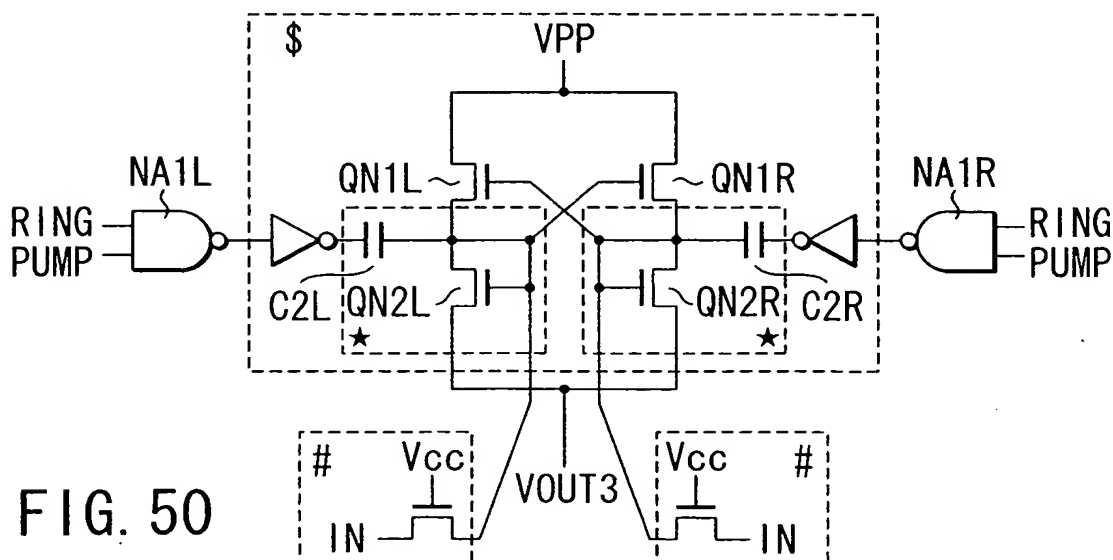 $
VPP
NA1L
QN1L
QN1R
NA1R
RING
PUMP
RING
PUMP
C2L
QN2L
QN2R
C2R
★
★
#
Vcc
VOUT3
Vcc
#
IN
IN
FIG. 50